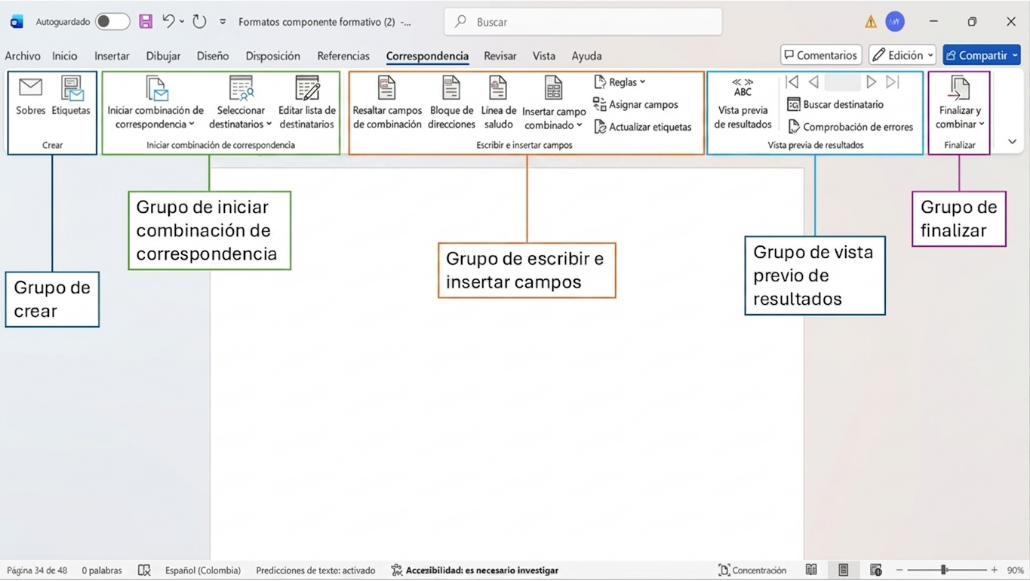 Autoguardado
Formatos componente formativo (2) -...
Buscar
Archivo Inicio Insertar Dibujar Diseño Disposición Referencias Correspondencia Revisar Vista Ayuda
Comentarios Edición Compartir
Sobres Etiquetas
Crear
Iniciar combinación de
correspondencia
Seleccionar
destinatarios
Editar lista de
destinatarios
Iniciar combinación de correspondencia
Resaltar campos
de combinación
Bloque de
direcciones
Línea de
saludo
Insertar campo
combinado
Reglas
Asignar campos
Actualizar etiquetas
Escribir e insertar campos
ABC
Vista previa
de resultados
Buscar destinatario
Comprobación de errores
Vista previa de resultados
Finalizar y
combinar
Finalizar
Grupo de
crear
Grupo de iniciar
combinación de
correspondencia
Grupo de escribir e
insertar campos
Grupo de vista
previo de
resultados
Grupo de
finalizar
Página 34 de 48 0 palabras Español (Colombia) Predicciones de texto: activado Accesibilidad: es necesario investigar Concentración 90%